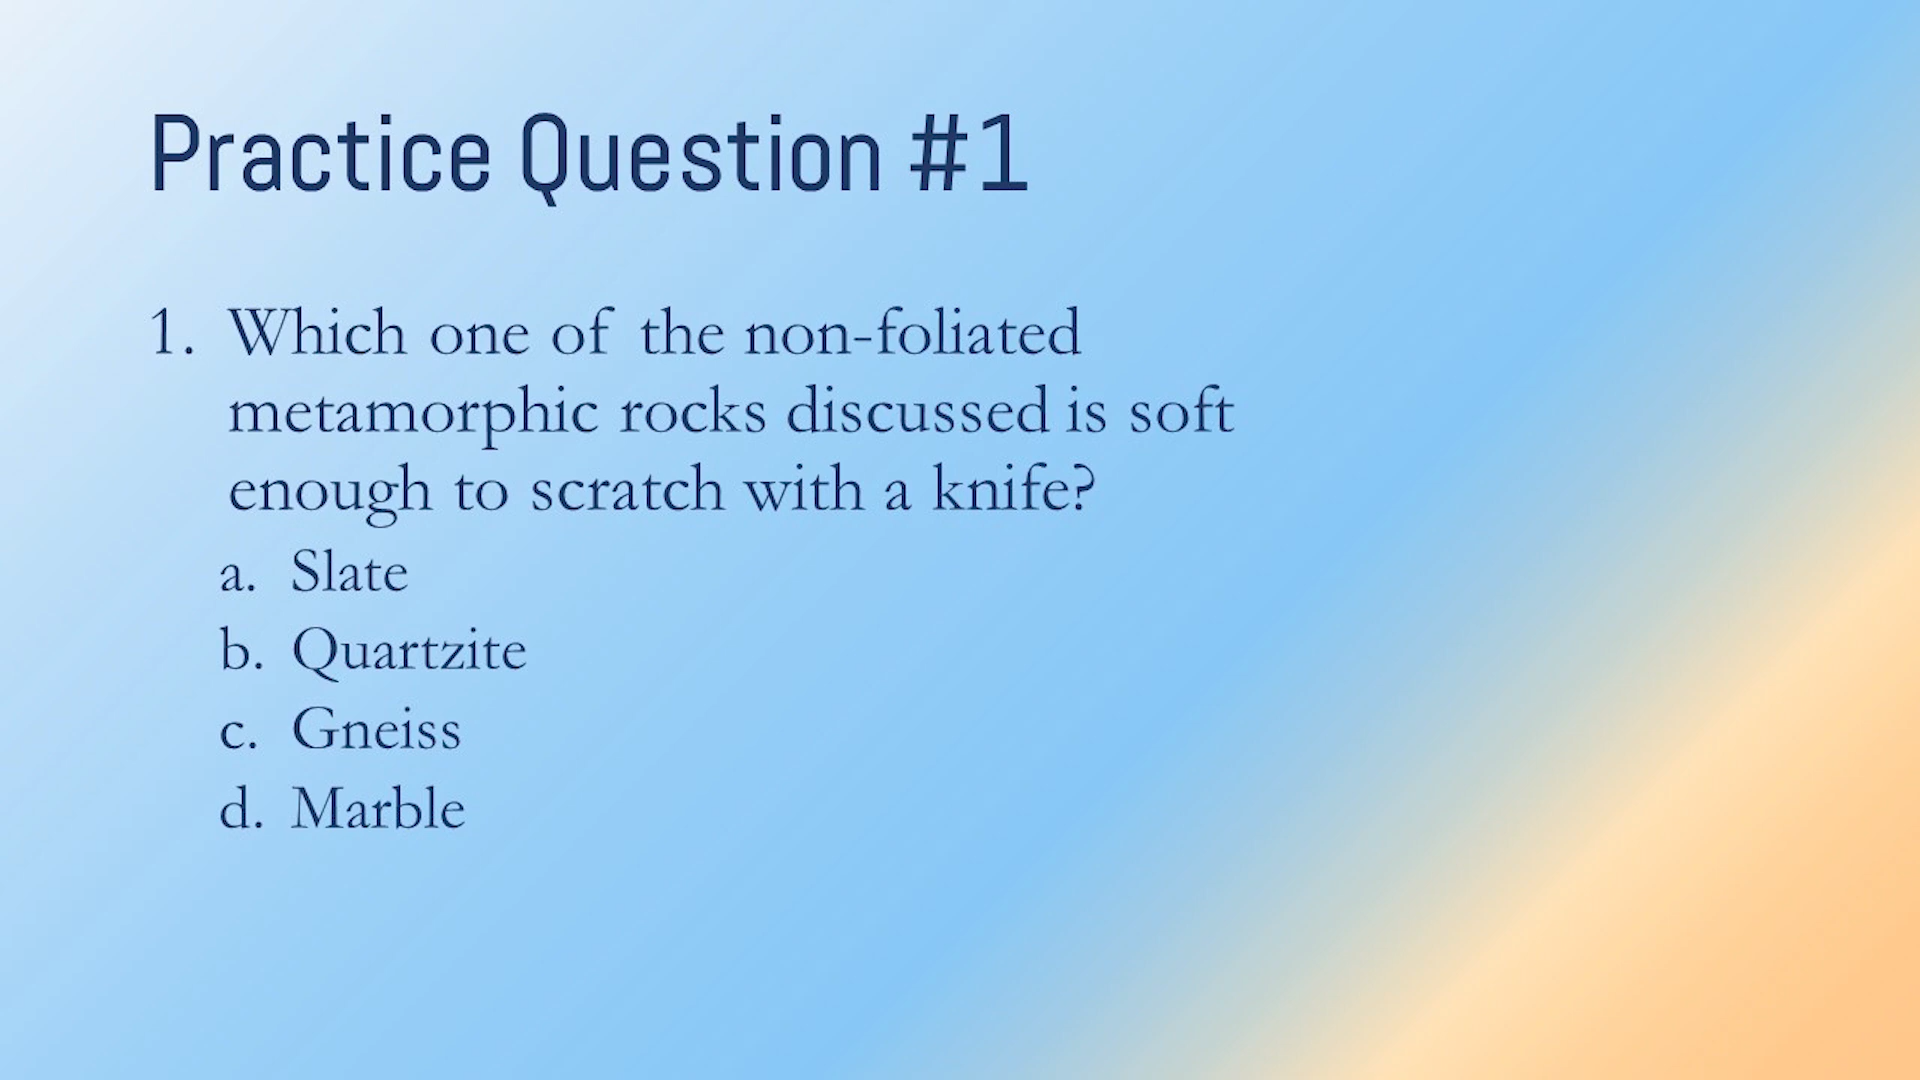 Practice Question #1
1. Which one of the non-foliated
metamorphic rocks discussed is soft
enough to scratch with a knife?
a. Slate
b. Quartzite
c. Gneiss
d. Marble